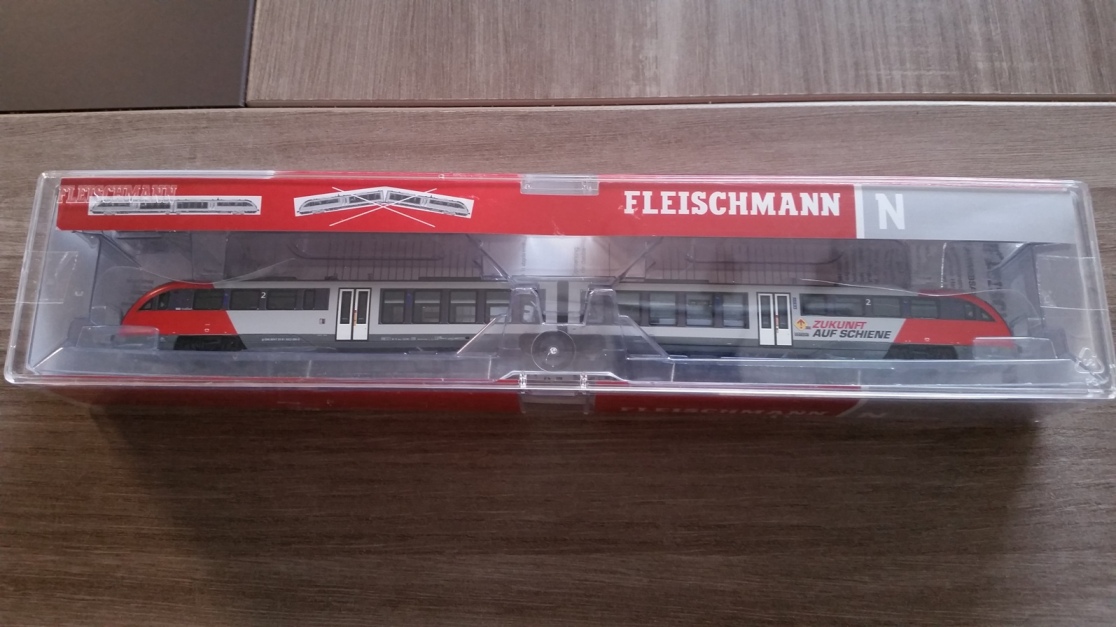 FLEISCHMANN
FLEISCHMANN N
2
2
ZUKUNFT
AUF SCHIENE
FLEISCHMANN N